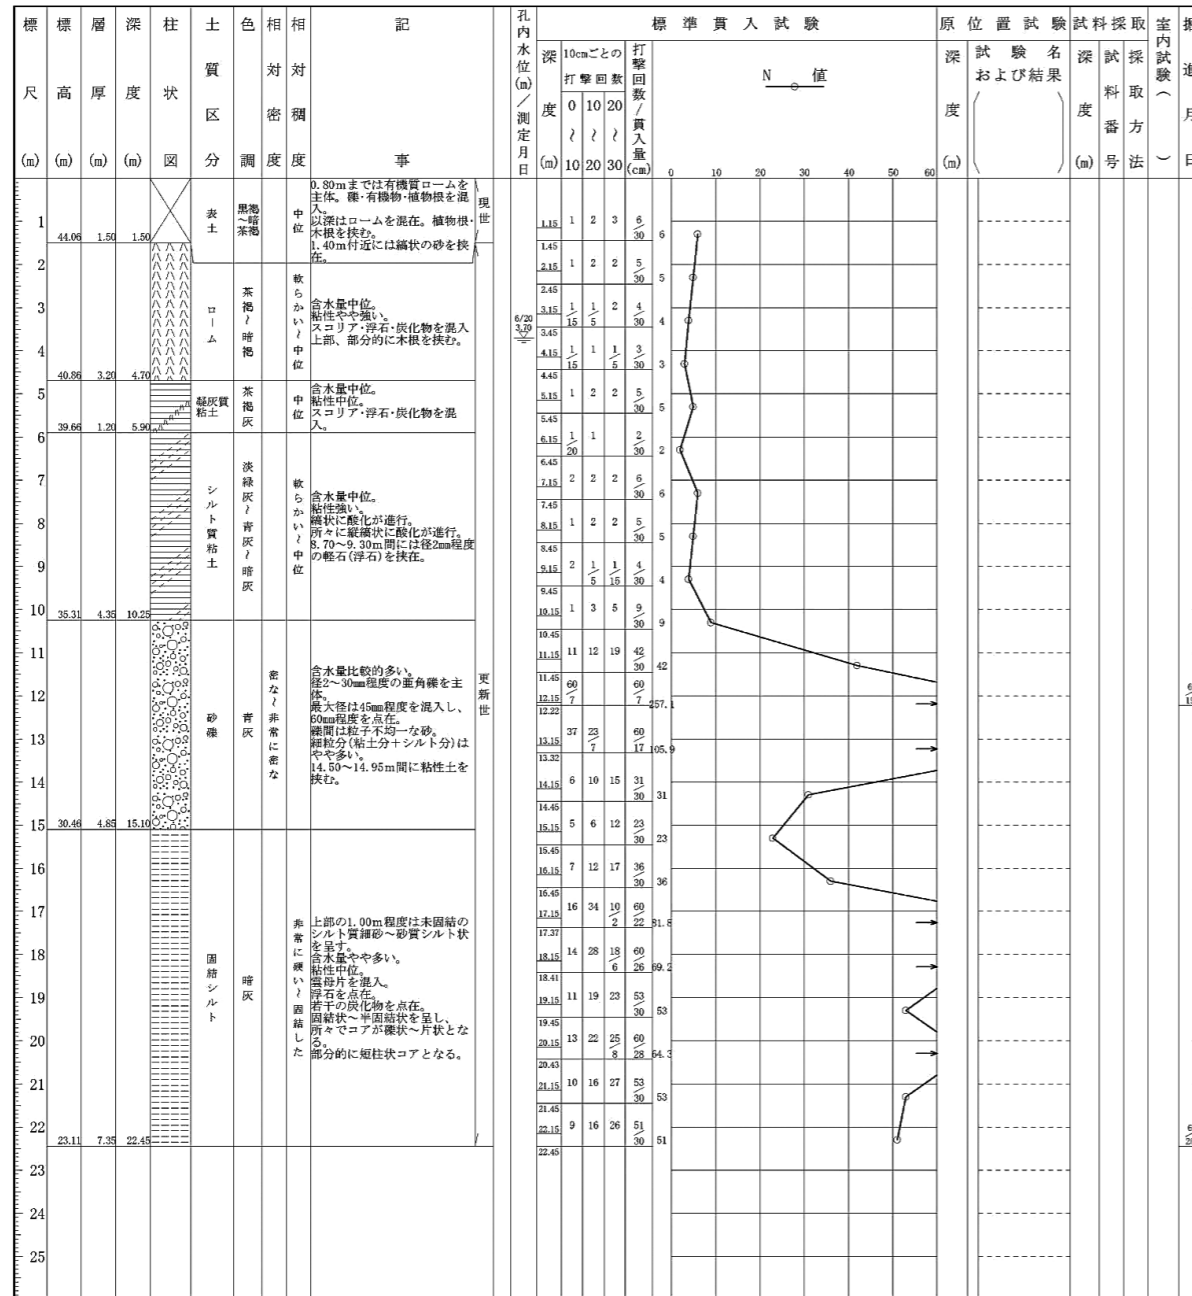 標尺(m) 標高(m) 層厚(m) 深度(m) 柱状図 土質区分 色調 相対密度 相対稠度 記事 孔内水位(m)／測定月日 標準貫入試験 原位置試験 試料採取 室内試験( ) 掘進月日
深度(m) 10cmごとの打撃回数 打撃回数/貫入量(cm) N 値 深度(m) 試験名および結果 深度(m) 試料番号 採取方法
0〜10 10〜20 20〜30 0 10 20 30 40 50 60
44.06 1.50 1.50 表土 黒褐〜暗茶褐 中位
0.80mまでは有機質ロームを
主体。礫・有機物・植物根を混
入。
以深はロームを混在。植物根・
木根を挟む。
1.40m付近には縞状の砂を挟
在。
現世
40.86 3.20 4.70 ローム 茶褐〜暗褐 軟らかい〜中位
含水量中位。
粘性やや強い。
スコリア・浮石・炭化物を混入
上部、部分的に木根を挟む。
6/20
3.70
39.66 1.20 5.90 凝灰質粘土 茶褐灰 中位
含水量中位。
粘性中位。
スコリア・浮石・炭化物を混
入。
35.31 4.35 10.25 シルト質粘土 淡緑灰〜青灰〜暗灰 軟らかい〜中位
含水量中位。
粘性強い。
縞状に酸化が進行。
所々に縦縞状に酸化が進行。
8.70〜9.30m間には径2mm程度
の軽石(浮石)を挟在。
30.46 4.85 15.10 砂礫 青灰 密な〜非常に密な
含水量比較的多い。
径2〜30mm程度の亜角礫を主
体。
最大径は45mm程度を混入し、
60mm程度を点在。
礫間は粒子不均一な砂。
細粒分(粘土分＋シルト分)は
やや多い。
14.50〜14.95m間に粘性土を
挟む。
更新世
23.11 7.35 22.45 固結シルト 暗灰 非常に硬い〜固結した
上部の1.00m程度は未固結の
シルト質細砂〜砂質シルト状
を呈す。
含水量やや多い。
粘性中位。
雲母片を混入。
浮石を点在。
若干の炭化物を点在。
固結状〜半固結状を呈し、
所々でコアが礫状〜片状とな
る。
部分的に短柱状コアとなる。
1
2
3
4
5
6
7
8
9
10
11
12
13
14
15
16
17
18
19
20
21
22
23
24
25
1.15 1.45 1 2 3 6/30 6
2.15 2.45 1 2 2 5/30 5
3.15 3.45 1/15 1/5 2 4/30 4
4.15 4.45 1/15 1 1/5 3/30 3
5.15 5.45 1 2 2 5/30 5
6.15 6.45 1/20 1 2/30 2
7.15 7.45 2 2 2 6/30 6
8.15 8.45 1 2 2 5/30 5
9.15 9.45 2 1/5 1/15 4/30 4
10.15 10.45 1 3 5 9/30 9
11.15 11.45 11 12 19 42/30 42
12.15 12.22 60/7 60/7 257.1
13.15 13.32 37 23/7 60/17 105.9
14.15 14.45 6 10 15 31/30 31
15.15 15.45 5 6 12 23/30 23
16.15 16.45 7 12 17 36/30 36
17.15 17.37 16 34 10/2 60/22 81.8
18.15 18.41 14 28 18/6 60/26 69.2
19.15 19.45 11 19 23 53/30 53
20.15 20.43 13 22 25/8 60/28 64.3
21.15 21.45 10 16 27 53/30 53
22.15 22.45 9 16 26 51/30 51